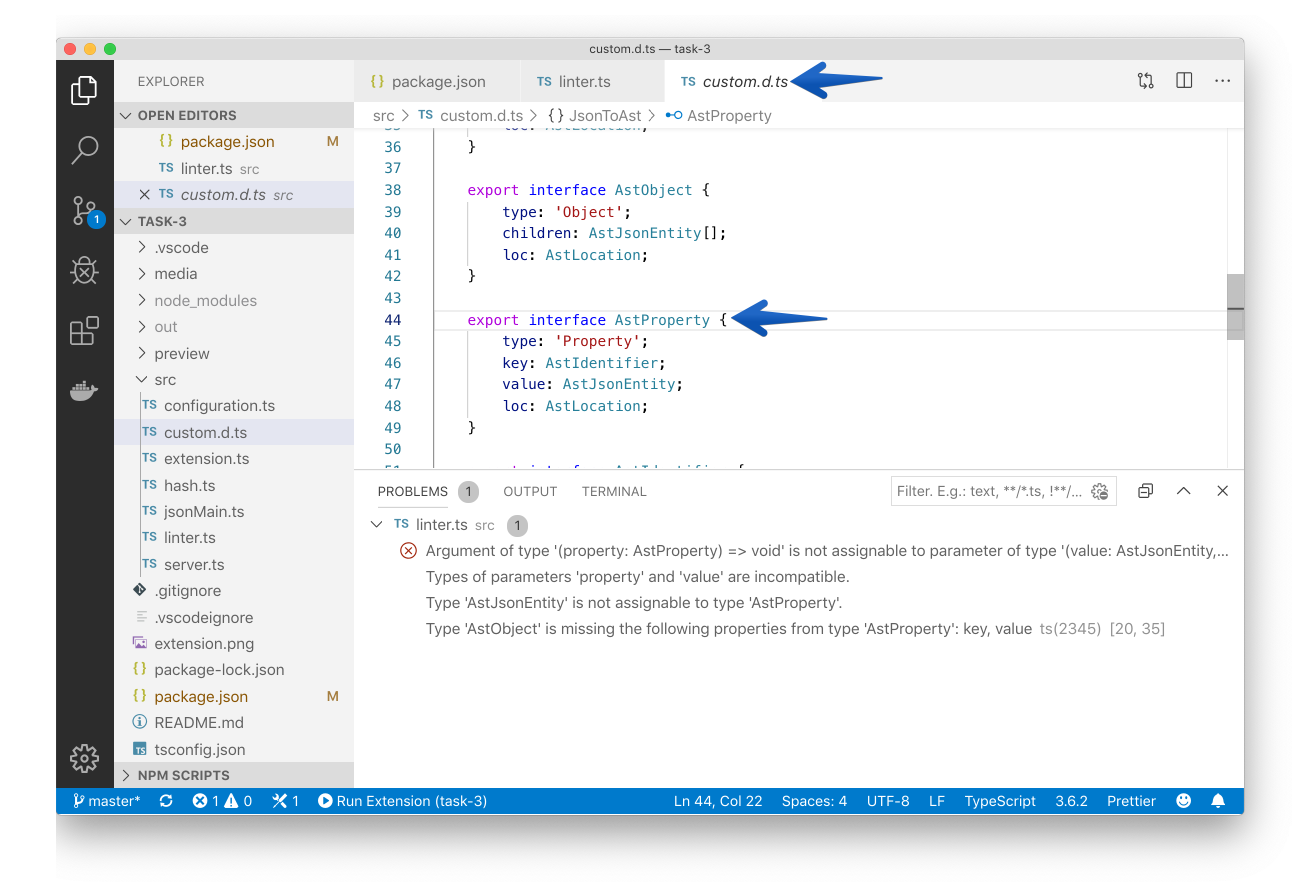 custom.d.ts — task-3
EXPLORER
OPEN EDITORS
{} package.json M
TS linter.ts src
TS custom.d.ts src
TASK-3
.vscode
media
node_modules
out
preview
src
TS configuration.ts
TS custom.d.ts
TS extension.ts
TS hash.ts
TS jsonMain.ts
TS linter.ts
TS server.ts
.gitignore
.vscodeignore
extension.png
{} package-lock.json
{} package.json M
README.md
TS tsconfig.json
NPM SCRIPTS
1
{} package.json
TS linter.ts
TS custom.d.ts
src > TS custom.d.ts > {} JsonToAst > AstProperty
35 loc: AstLocation;
36 }
37
38 export interface AstObject {
39 type: 'Object';
40 children: AstJsonEntity[];
41 loc: AstLocation;
42 }
43
44 export interface AstProperty {
45 type: 'Property';
46 key: AstIdentifier;
47 value: AstJsonEntity;
48 loc: AstLocation;
49 }
50
51 export interface AstIdentifier {
PROBLEMS 1 OUTPUT TERMINAL Filter. E.g.: text, **/*.ts, !**/...
TS linter.ts src 1
Argument of type '(property: AstProperty) => void' is not assignable to parameter of type '(value: AstJsonEntity,...
Types of parameters 'property' and 'value' are incompatible.
Type 'AstJsonEntity' is not assignable to type 'AstProperty'.
Type 'AstObject' is missing the following properties from type 'AstProperty': key, value ts(2345) [20, 35]
master* 1 0 1 Run Extension (task-3) Ln 44, Col 22 Spaces: 4 UTF-8 LF TypeScript 3.6.2 Prettier